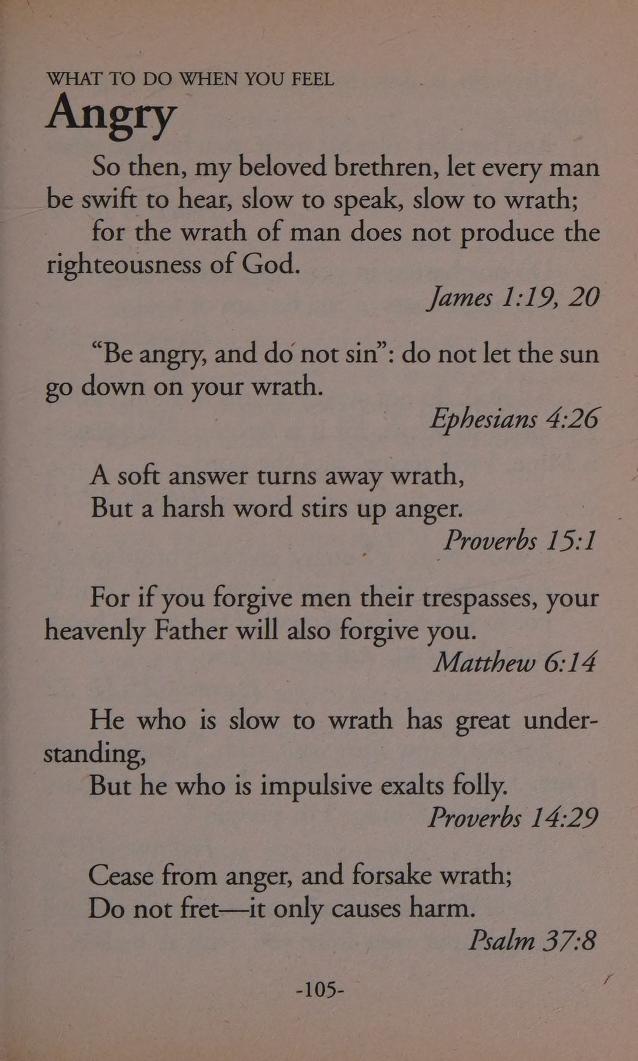 WHAT TO DO WHEN YOU FEEL
Angry
So then, my beloved brethren, let every man
be swift to hear, slow to speak, slow to wrath;
for the wrath of man does not produce the
righteousness of God.
James 1:19, 20
“Be angry, and do not sin”: do not let the sun
go down on your wrath.
Ephesians 4:26
A soft answer turns away wrath,
But a harsh word stirs up anger.
Proverbs 15:1
For if you forgive men their trespasses, your
heavenly Father will also forgive you.
Matthew 6:14
He who is slow to wrath has great under-
standing,
But he who is impulsive exalts folly.
Proverbs 14:29
Cease from anger, and forsake wrath;
Do not fret—it only causes harm.
Psalm 37:8
-105-